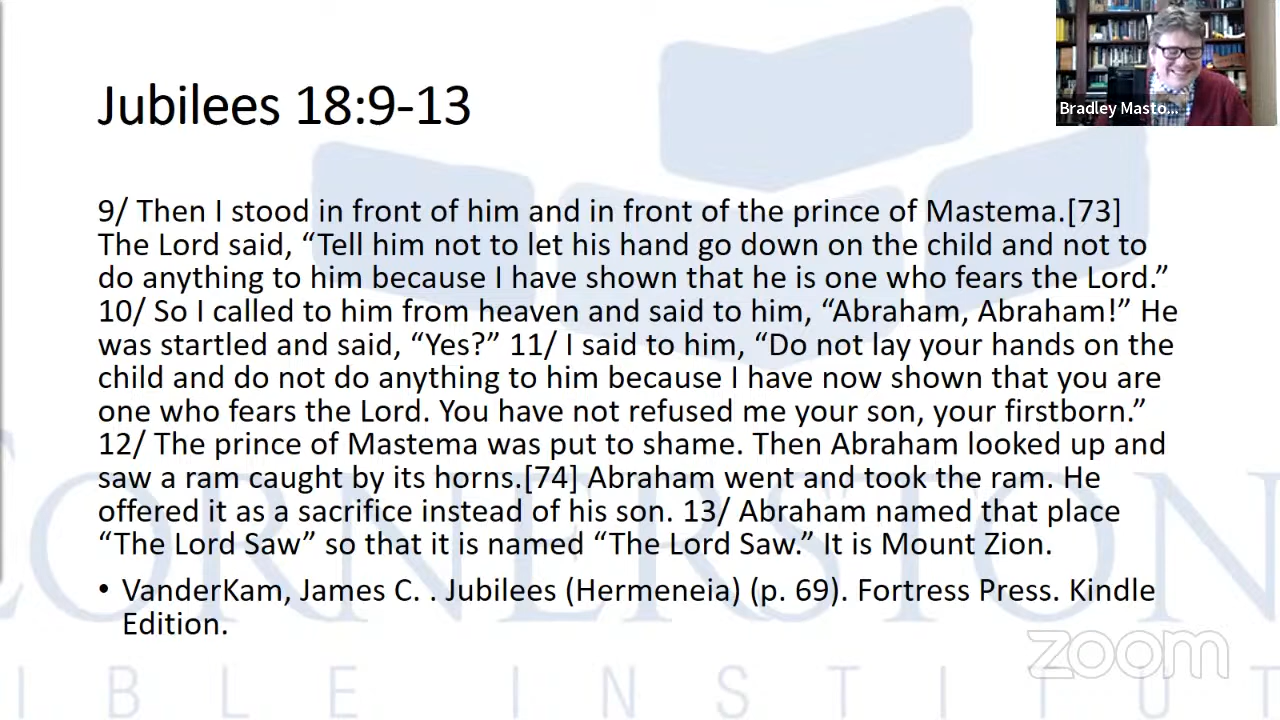 Jubilees 18:9-13
Bradley Masto...
9/ Then I stood in front of him and in front of the prince of Mastema.[73]
The Lord said, “Tell him not to let his hand go down on the child and not to
do anything to him because I have shown that he is one who fears the Lord.”
10/ So I called to him from heaven and said to him, “Abraham, Abraham!” He
was startled and said, “Yes?” 11/ I said to him, “Do not lay your hands on the
child and do not do anything to him because I have now shown that you are
one who fears the Lord. You have not refused me your son, your firstborn.”
12/ The prince of Mastema was put to shame. Then Abraham looked up and
saw a ram caught by its horns.[74] Abraham went and took the ram. He
offered it as a sacrifice instead of his son. 13/ Abraham named that place
“The Lord Saw” so that it is named “The Lord Saw.” It is Mount Zion.
• VanderKam, James C. . Jubilees (Hermeneia) (p. 69). Fortress Press. Kindle
Edition.
zoom
CORNERSTON
IBLE INSTITUT